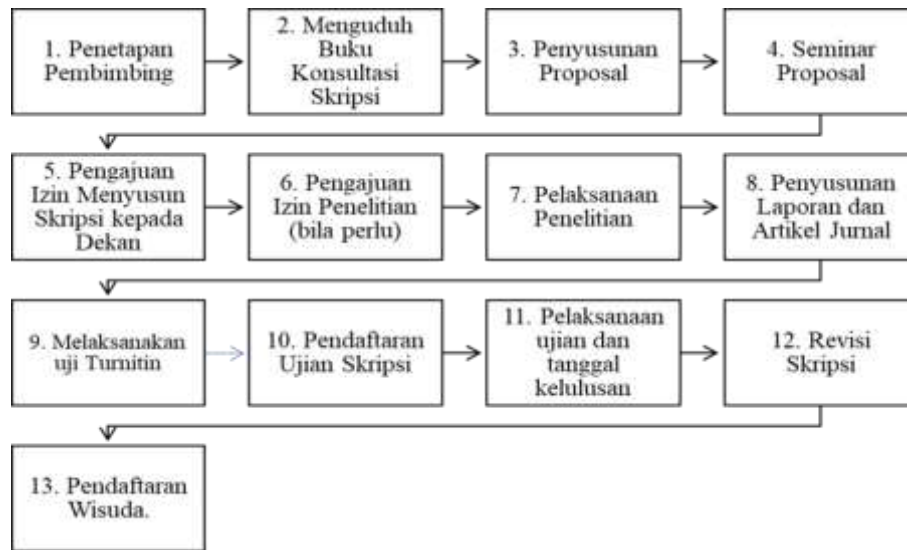 1. Penetapan
Pembimbing
2. Menguduh
Buku
Konsultasi
Skripsi
3. Penyusunan
Proposal
4. Seminar
Proposal
5. Pengajuan
Izin Menyusun
Skripsi kepada
Dekan
6. Pengajuan
Izin Penelitian
(bila perlu)
7. Pelaksanaan
Penelitian
8. Penyusunan
Laporan dan
Artikel Jurnal
9. Melaksanakan
uji Turnitin
10. Pendaftaran
Ujian Skripsi
11. Pelaksanaan
ujian dan
tanggal
kelulusan
12. Revisi
Skripsi
13. Pendaftaran
Wisuda.